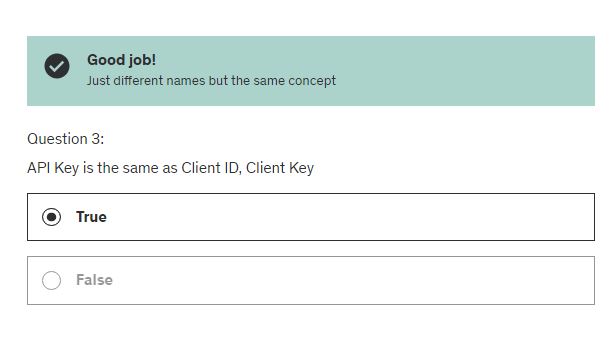 Good job!
Just different names but the same concept
Question 3:
API Key is the same as Client ID, Client Key
True
False